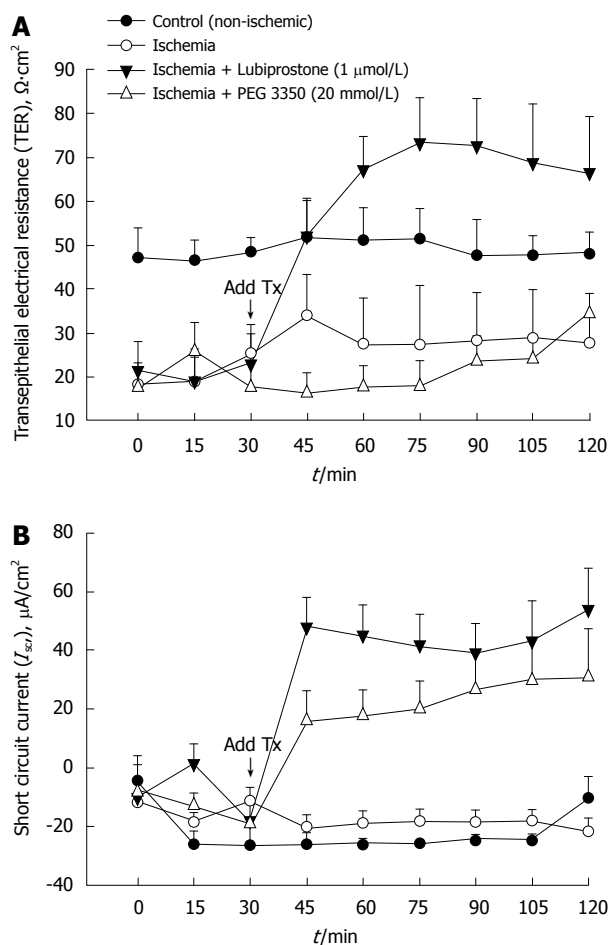 A
Control (non-ischemic)
Ischemia
Ischemia + Lubiprostone (1 μmol/L)
Ischemia + PEG 3350 (20 mmol/L)
Transepithelial electrical resistance (TER), Ω·cm²
90
80
70
60
50
40
30
20
10
Add Tx
0 15 30 45 60 75 90 105 120
t/min
B
Short circuit current (Isc), μA/cm²
80
60
40
20
0
-20
-40
Add Tx
0 15 30 45 60 75 90 105 120
t/min